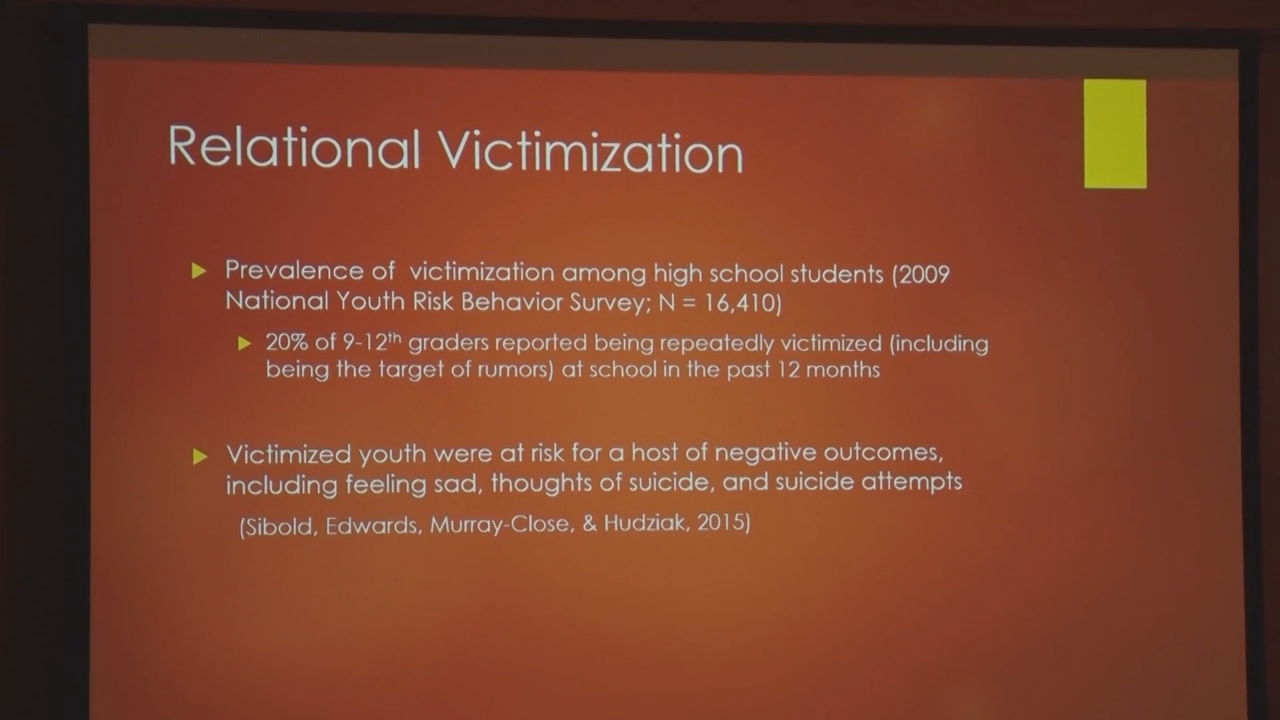 Relational Victimization
Prevalence of victimization among high school students (2009
National Youth Risk Behavior Survey; N = 16,410)
20% of 9-12th graders reported being repeatedly victimized (including
being the target of rumors) at school in the past 12 months
Victimized youth were at risk for a host of negative outcomes,
including feeling sad, thoughts of suicide, and suicide attempts
(Sibold, Edwards, Murray-Close, & Hudziak, 2015)